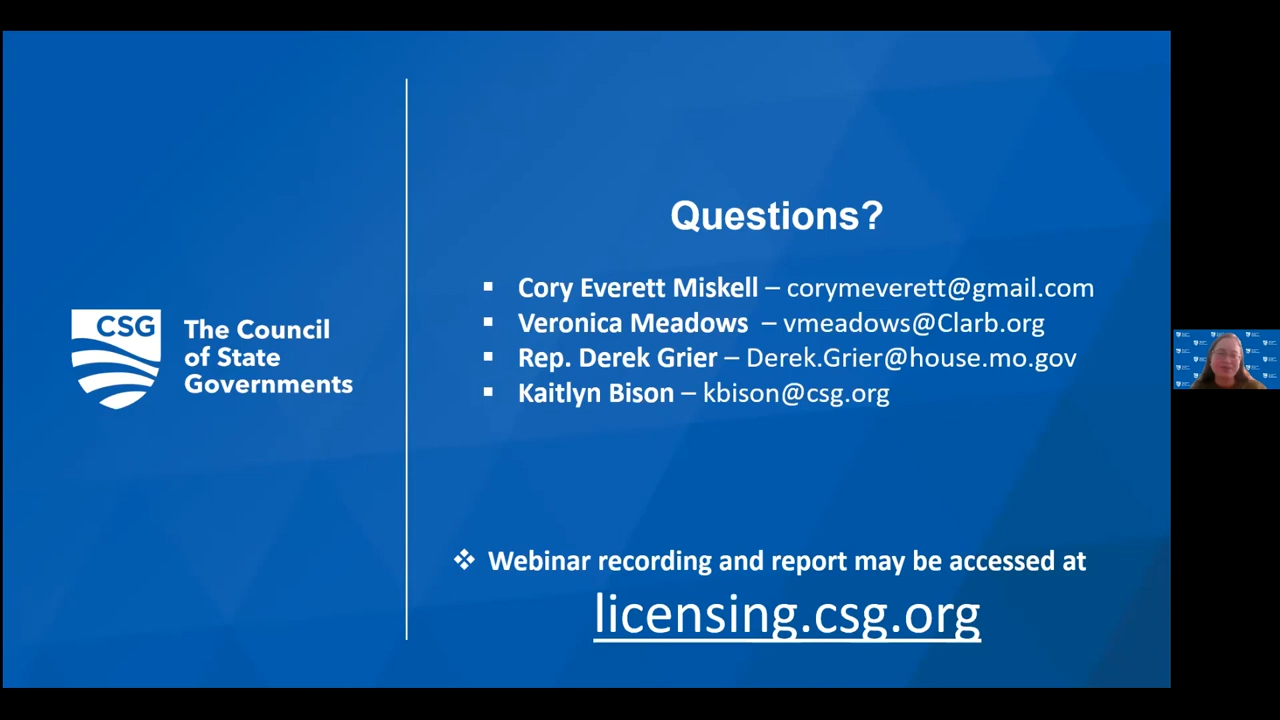 CSG
The Council
of State
Governments
Questions?
▪ Cory Everett Miskell – corymeverett@gmail.com
▪ Veronica Meadows – vmeadows@Clarb.org
▪ Rep. Derek Grier – Derek.Grier@house.mo.gov
▪ Kaitlyn Bison – kbison@csg.org
❖ Webinar recording and report may be accessed at
licensing.csg.org